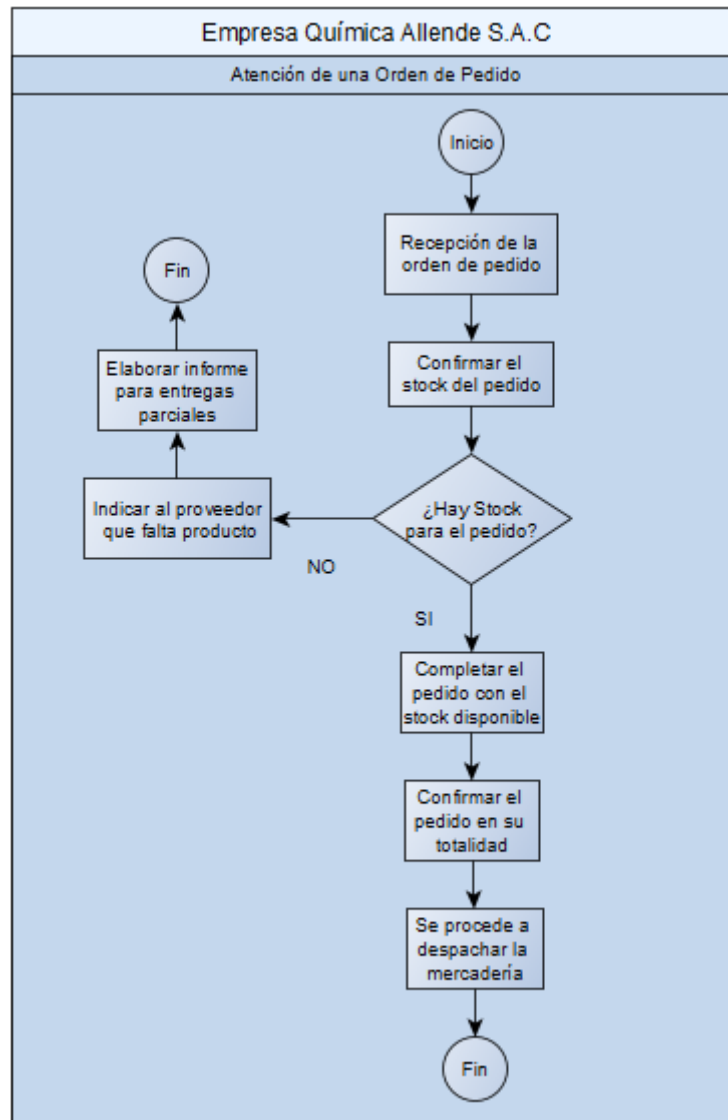 Empresa Química Allende S.A.C
Atención de una Orden de Pedido
Inicio
Recepción de la
orden de pedido
Confirmar el
stock del pedido
¿Hay Stock
para el pedido?
NO
Indicar al proveedor
que falta producto
Elaborar informe
para entregas
parciales
Fin
SI
Completar el
pedido con el
stock disponible
Confirmar el
pedido en su
totalidad
Se procede a
despachar la
mercadería
Fin